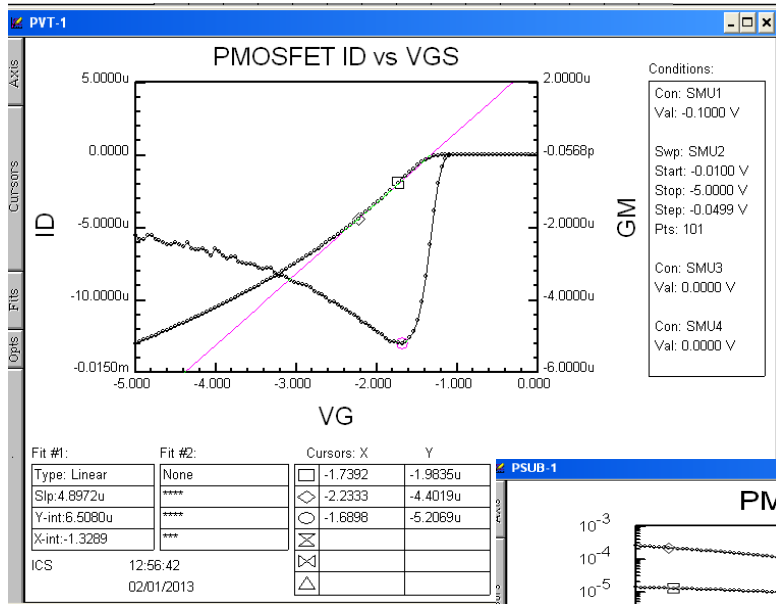 PVT-1
Axis
Cursors
Fits
Opts
PMOSFET ID vs VGS
5.0000u
0.0000
-5.0000u
-10.0000u
-0.0150m
ID
2.0000u
-0.0568p
-2.0000u
-4.0000u
-6.0000u
GM
-5.000 -4.000 -3.000 -2.000 -1.000 0.000
VG
Conditions:
Con: SMU1
Val: -0.1000 V
Swp: SMU2
Start: -0.0100 V
Stop: -5.0000 V
Step: -0.0499 V
Pts: 101
Con: SMU3
Val: 0.0000 V
Con: SMU4
Val: 0.0000 V
Fit #1: Fit #2: Cursors: X Y
Type: Linear None -1.7392 -1.9835u
Slp:4.8972u **** -2.2333 -4.4019u
Y-int:6.5080u **** -1.6898 -5.2069u
X-int:-1.3289 ***
ICS 12:56:42
02/01/2013
PSUB-1
PM
10-3
10-4
10-5